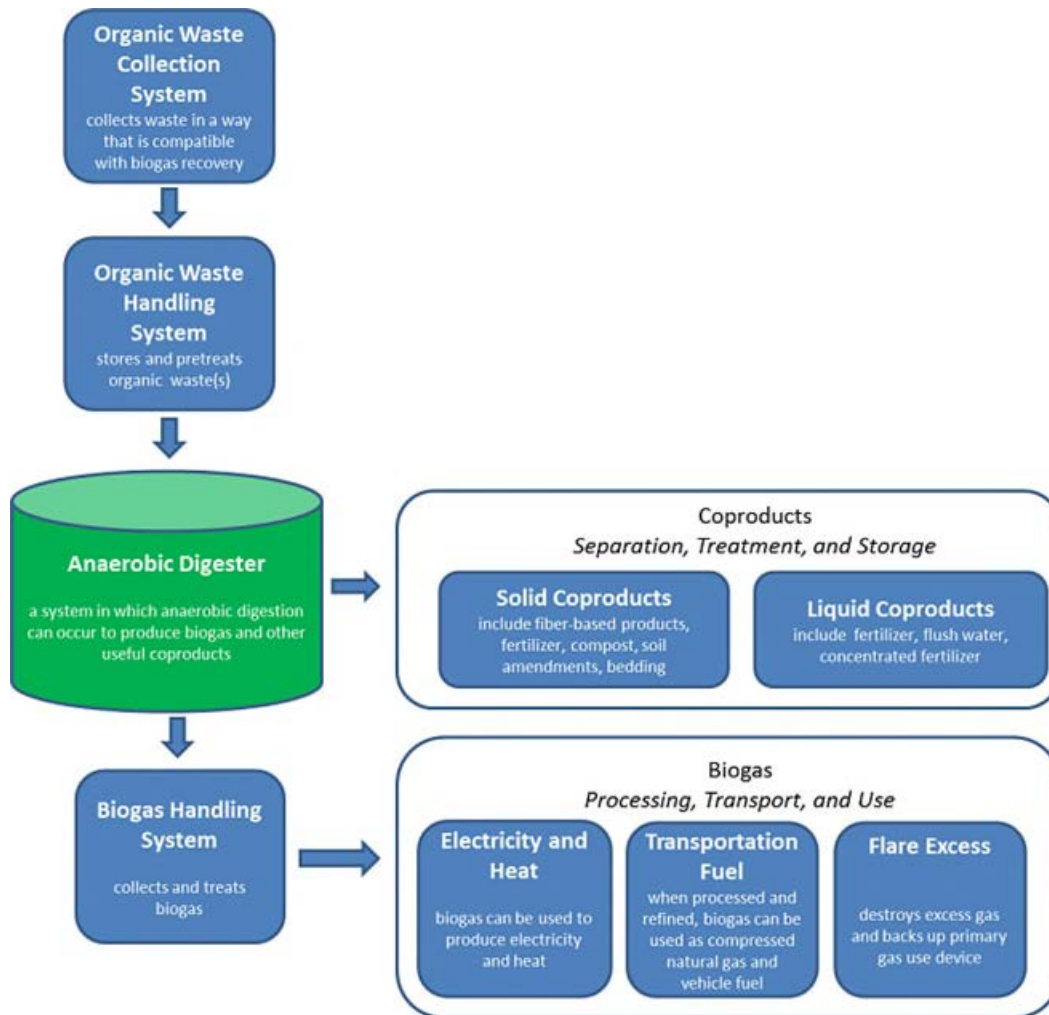 Organic Waste
Collection
System
collects waste in a way
that is compatible
with biogas recovery
Organic Waste
Handling
System
stores and pretreats
organic waste(s)
Anaerobic Digester
a system in which anaerobic digestion
can occur to produce biogas and other
useful coproducts
Coproducts
Separation, Treatment, and Storage
Solid Coproducts
include fiber-based products,
fertilizer, compost, soil
amendments, bedding
Liquid Coproducts
include fertilizer, flush water,
concentrated fertilizer
Biogas Handling
System
collects and treats
biogas
Biogas
Processing, Transport, and Use
Electricity and
Heat
biogas can be used to
produce electricity
and heat
Transportation
Fuel
when processed and
refined, biogas can be
used as compressed
natural gas and
vehicle fuel
Flare Excess
destroys excess gas
and backs up primary
gas use device